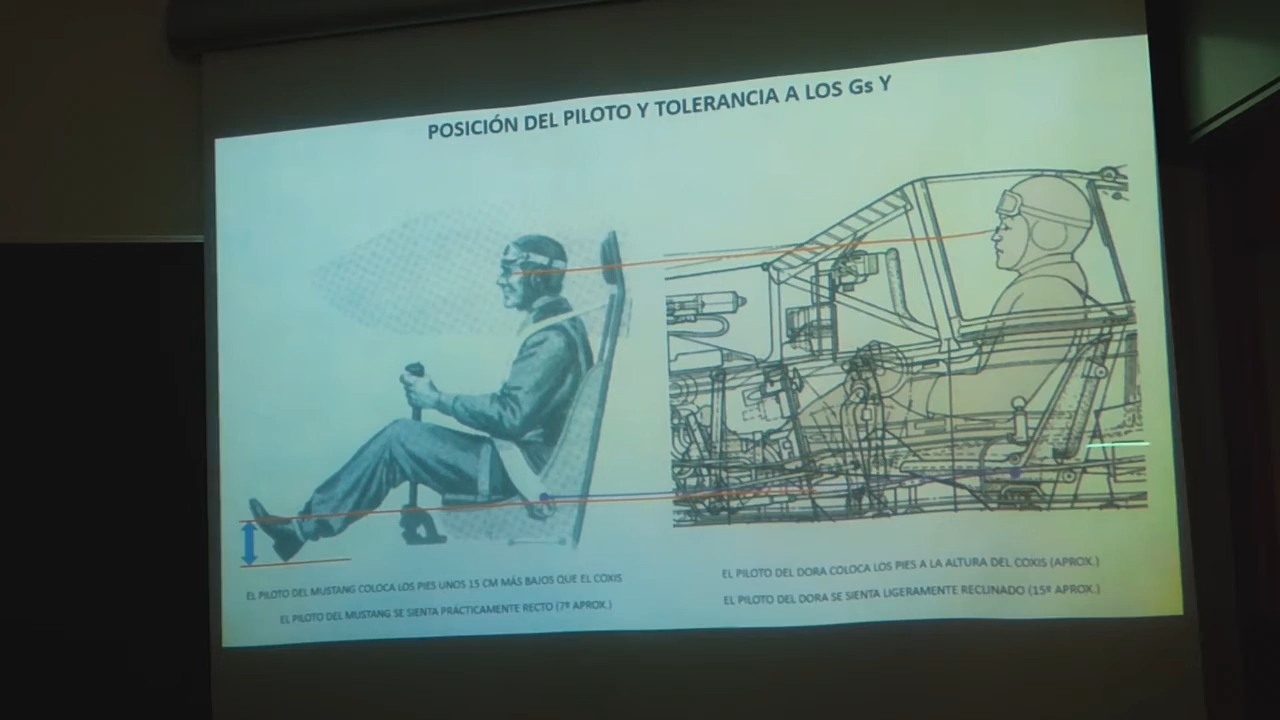 POSICIÓN DEL PILOTO Y TOLERANCIA A LOS Gs Y
EL PILOTO DEL MUSTANG COLOCA LOS PIES UNOS 15 CM MÁS BAJOS QUE EL COXIS
EL PILOTO DEL MUSTANG SE SIENTA PRÁCTICAMENTE RECTO (7º APROX.)
EL PILOTO DEL DORA COLOCA LOS PIES A LA ALTURA DEL COXIS (APROX.)
EL PILOTO DEL DORA SE SIENTA LIGERAMENTE RECLINADO (15º APROX.)